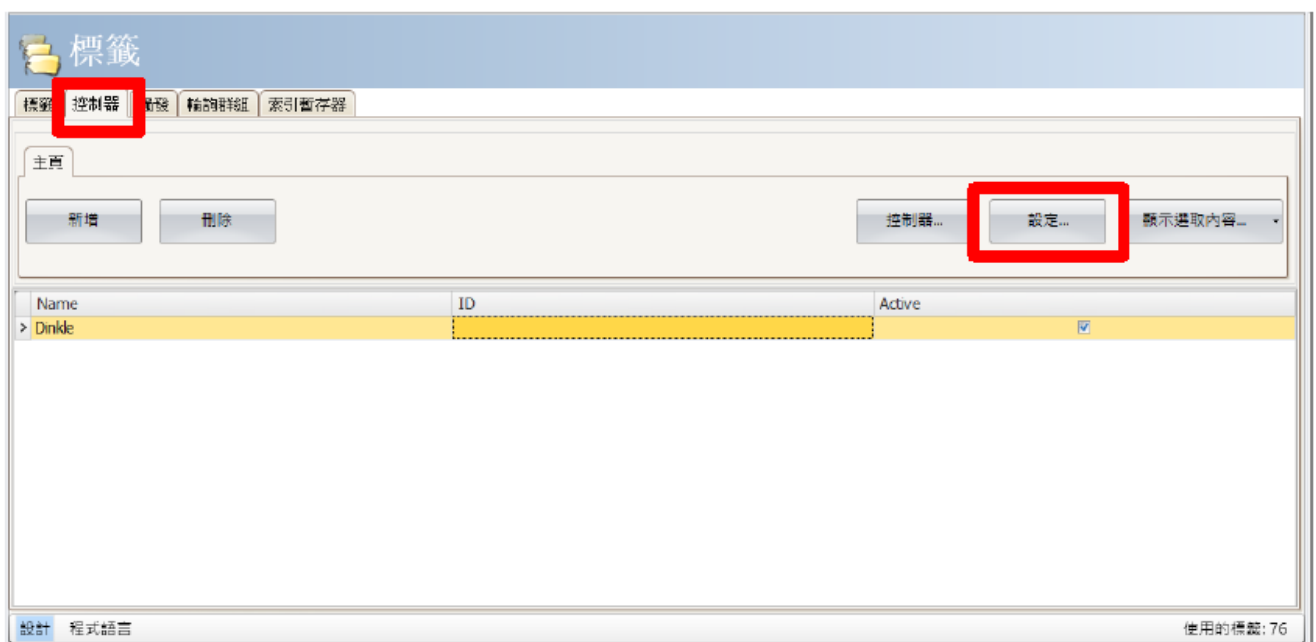 標籤
標籤 控制器 觸發 輪詢群組 索引暫存器
主頁
新增 刪除 控制器... 設定... 顯示選取內容...
Name ID Active
> Dinkle
設計 程式語言 使用的標籤: 76